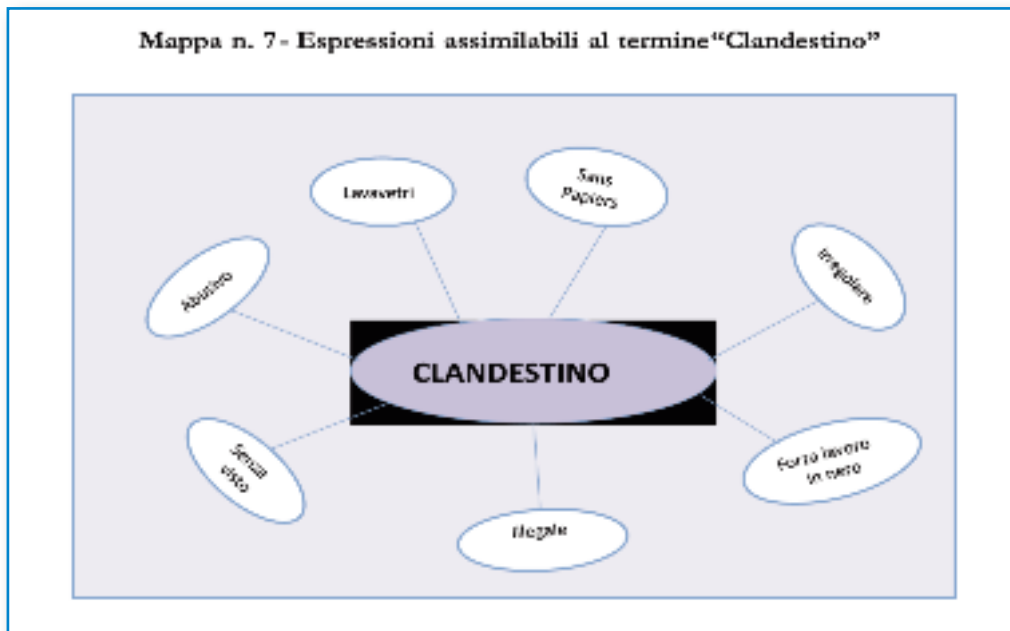 Mappa n. 7- Espressioni assimilabili al termine“Clandestino”
Lavavetri
Sans
Papiers
Abusivo
Irregolare
CLANDESTINO
Senza
visto
Forza lavoro
in nero
Illegale